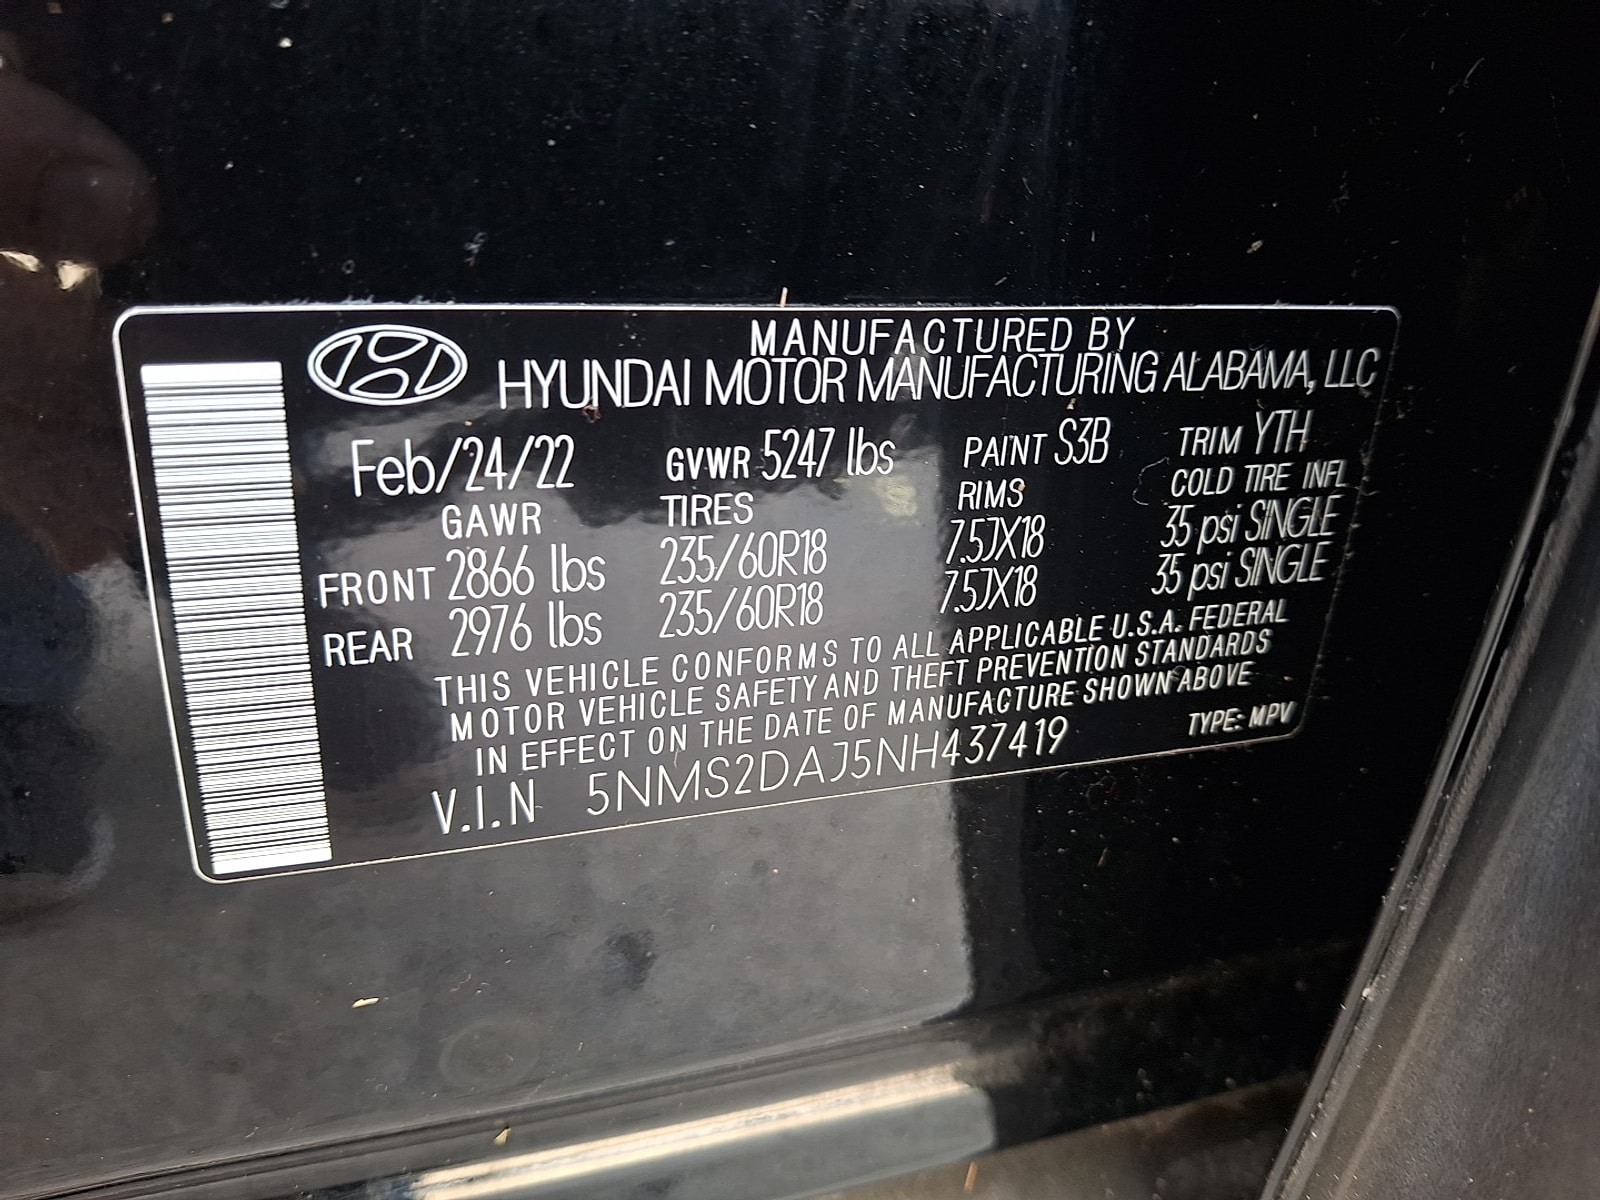 MANUFACTURED BY
HYUNDAI MOTOR MANUFACTURING ALABAMA, LLC
Feb/24/22 GVWR 5247 lbs PAINT S3B TRIM YTH
GAWR TIRES RIMS COLD TIRE INFL
FRONT 2866 lbs 235/60R18 7.5JX18 35 psi SINGLE
REAR 2976 lbs 235/60R18 7.5JX18 35 psi SINGLE
THIS VEHICLE CONFORMS TO ALL APPLICABLE U.S.A. FEDERAL
MOTOR VEHICLE SAFETY AND THEFT PREVENTION STANDARDS
IN EFFECT ON THE DATE OF MANUFACTURE SHOWN ABOVE
V.I.N 5NMS2DAJ5NH437419 TYPE: MPV